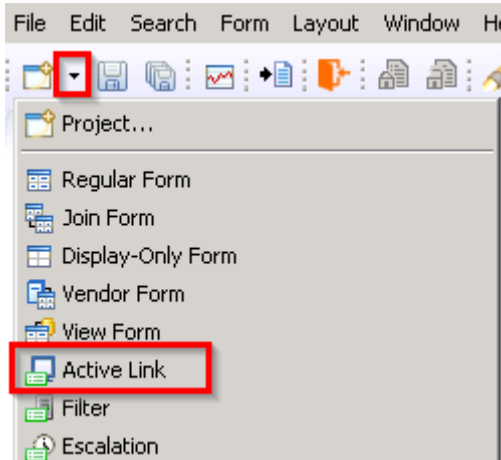 File Edit Search Form Layout Window
Project...
Regular Form
Join Form
Display-Only Form
Vendor Form
View Form
Active Link
Filter
Escalation